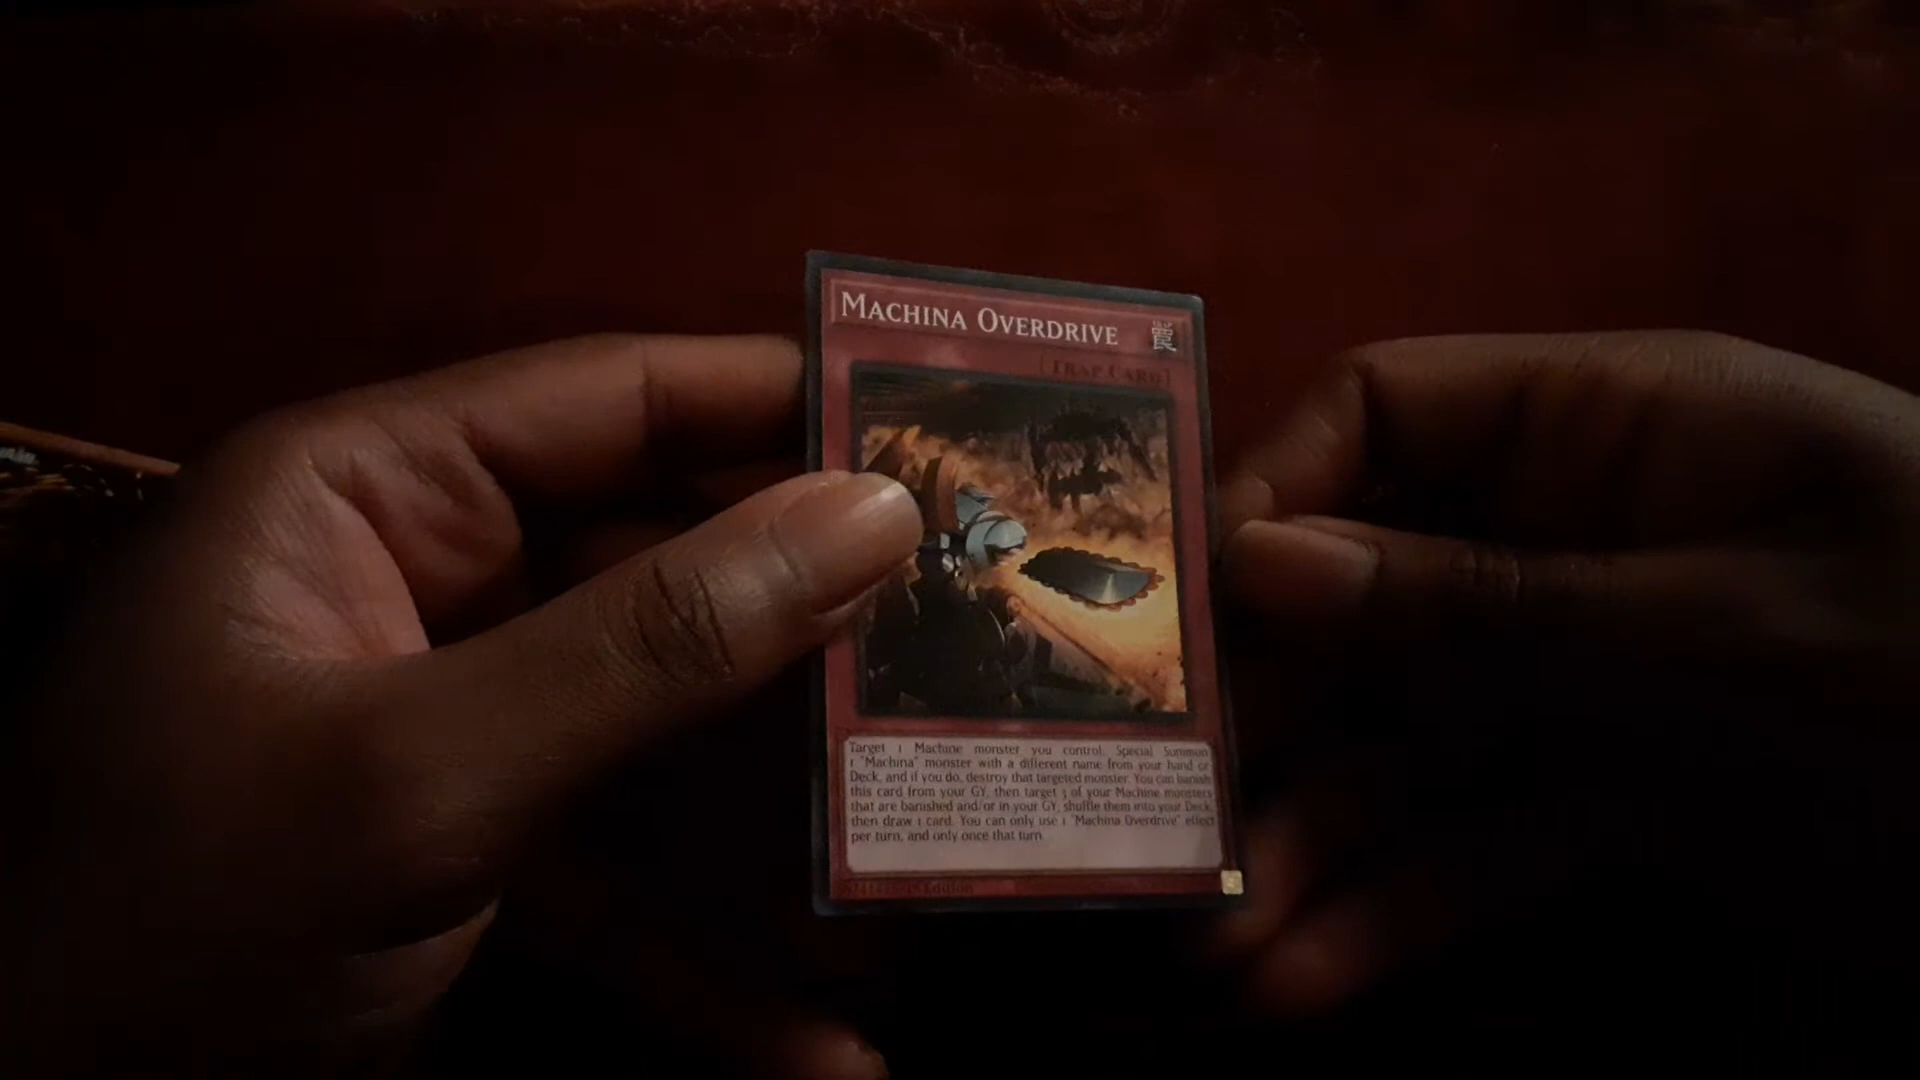 MACHINA OVERDRIVE
TRAP
罠
[TRAP CARD]
Target 1 Machine monster you control; Special Summon
1 "Machina" monster with a different name from your hand or
Deck, and if you do, destroy that targeted monster. You can banish
this card from your GY, then target 3 of your Machine monsters
that are banished and/or in your GY; shuffle them into your Deck,
then draw 1 card. You can only use 1 "Machina Overdrive" effect
per turn, and only once that turn.
Edition